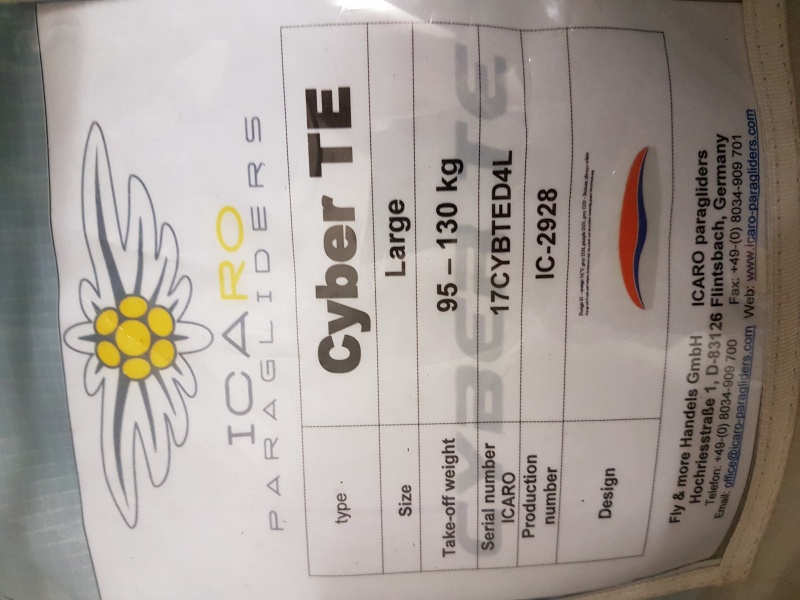 ICARO
PARAGLIDERS
type Cyber TE
Size Large
Take-off weight 95 – 130 kg
Serial number ICARO 17CYBTED4L
Production number IC-2928
Design
CYBER TE
Fly & more Handels GmbH ICARO paragliders
Hochriesstraße 1, D-83126 Flintsbach, Germany
Telefon: +49-(0) 8034-909 700 Fax: +49-(0) 8034-909 701
Email: office@icaro-paragliders.com Web: www.icaro-paragliders.com